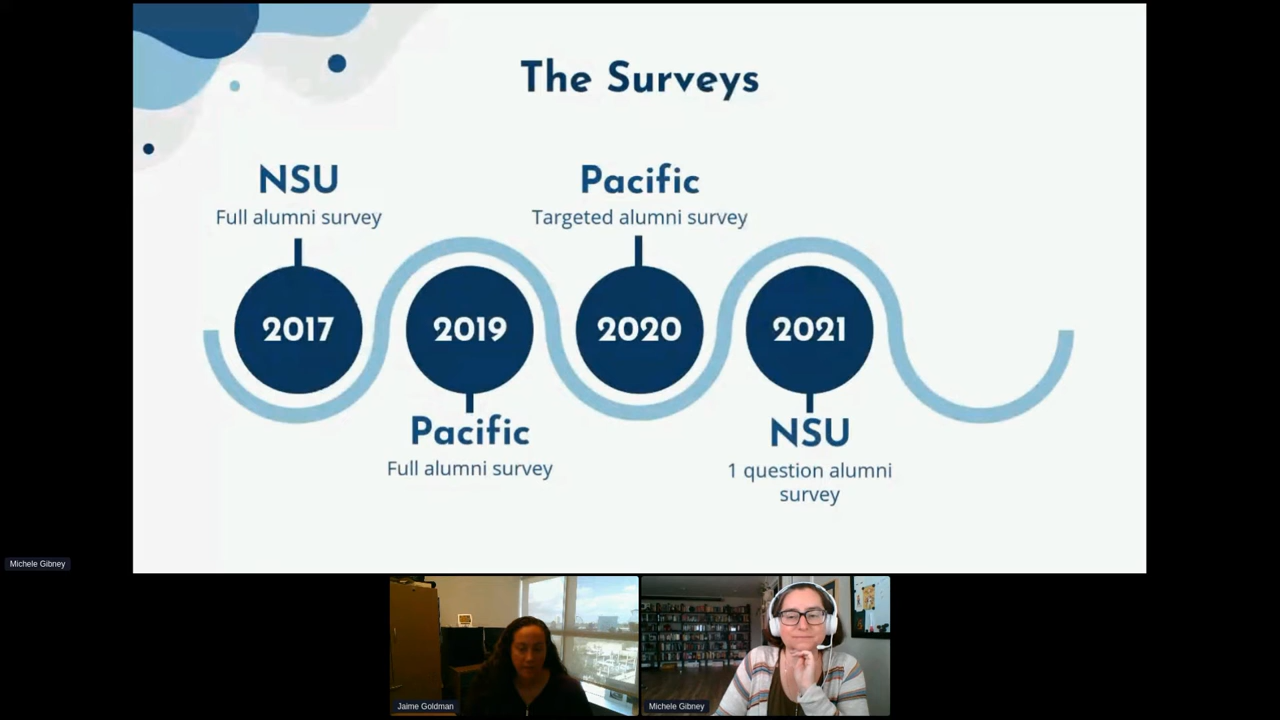 The Surveys
NSU
Full alumni survey
Pacific
Targeted alumni survey
2017
2019
2020
2021
Pacific
Full alumni survey
NSU
1 question alumni
survey
Michele Gibney
Jaime Goldman
Michele Gibney